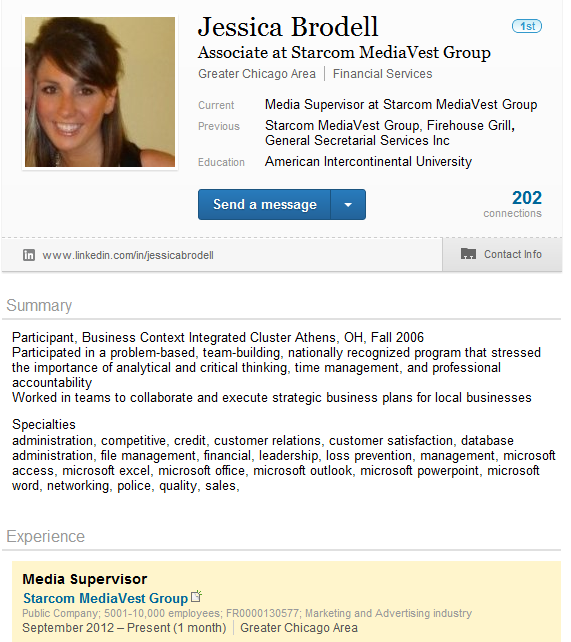 Jessica Brodell
1st
Associate at Starcom MediaVest Group
Greater Chicago Area | Financial Services
Current Media Supervisor at Starcom MediaVest Group
Previous Starcom MediaVest Group, Firehouse Grill,
General Secretarial Services Inc
Education American Intercontinental University
Send a message
202
connections
in www.linkedin.com/in/jessicabrodell
Contact Info
Summary
Participant, Business Context Integrated Cluster Athens, OH, Fall 2006
Participated in a problem-based, team-building, nationally recognized program that stressed
the importance of analytical and critical thinking, time management, and professional
accountability
Worked in teams to collaborate and execute strategic business plans for local businesses
Specialties
administration, competitive, credit, customer relations, customer satisfaction, database
administration, file management, financial, leadership, loss prevention, management, microsoft
access, microsoft excel, microsoft office, microsoft outlook, microsoft powerpoint, microsoft
word, networking, police, quality, sales,
Experience
Media Supervisor
Starcom MediaVest Group
Public Company; 5001-10,000 employees; FR0000130577; Marketing and Advertising industry
September 2012 – Present (1 month) | Greater Chicago Area